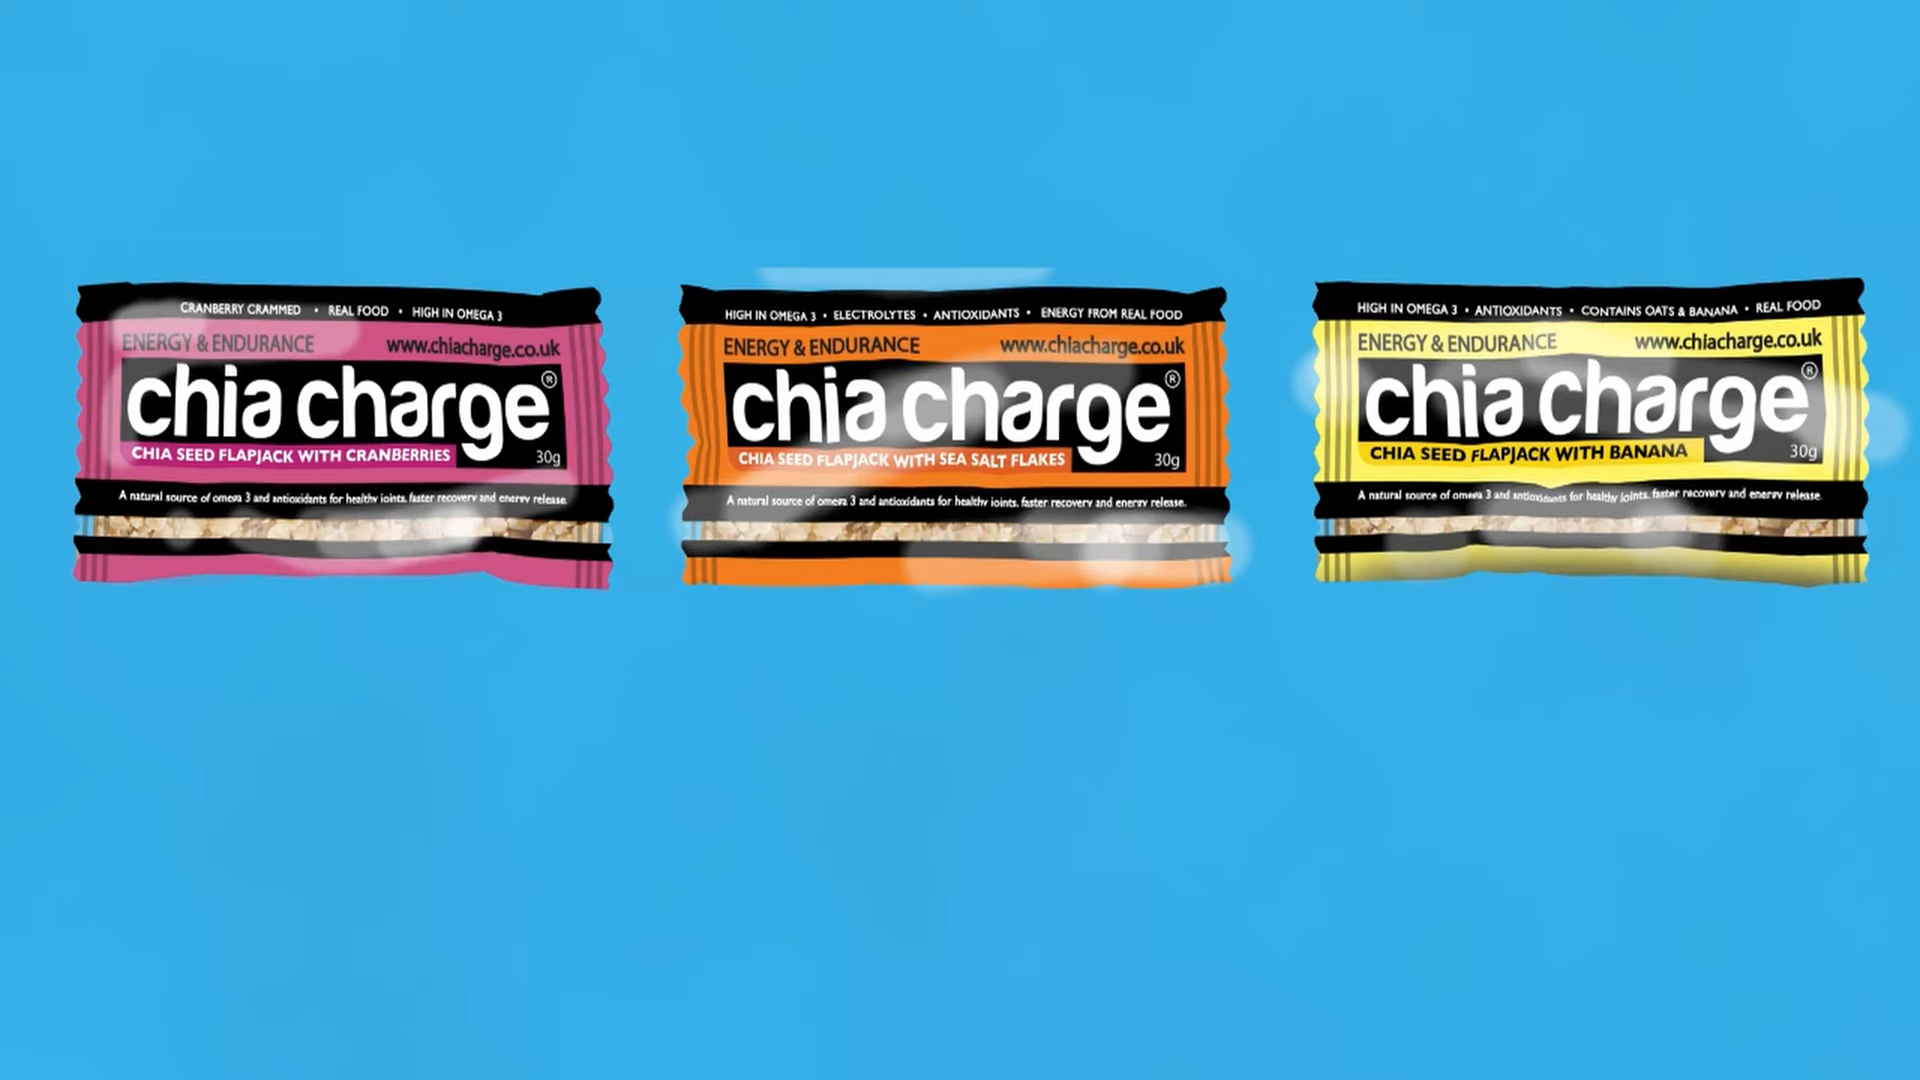 CRANBERRY CRAMMED • REAL FOOD • HIGH IN OMEGA 3
ENERGY & ENDURANCE www.chiacharge.co.uk
chia charge®
CHIA SEED FLAPJACK WITH CRANBERRIES
30g
A natural source of omega 3 and antioxidants for healthy joints, faster recovery and energy release.
HIGH IN OMEGA 3 • ELECTROLYTES • ANTIOXIDANTS • ENERGY FROM REAL FOOD
ENERGY & ENDURANCE www.chiacharge.co.uk
chia charge®
CHIA SEED FLAPJACK WITH SEA SALT FLAKES
30g
A natural source of omega 3 and antioxidants for healthy joints, faster recovery and energy release.
HIGH IN OMEGA 3 • ANTIOXIDANTS • CONTAINS OATS & BANANA • REAL FOOD
ENERGY & ENDURANCE www.chiacharge.co.uk
chia charge®
CHIA SEED FLAPJACK WITH BANANA
30g
A natural source of omega 3 and antioxidants for healthy joints, faster recovery and energy release.